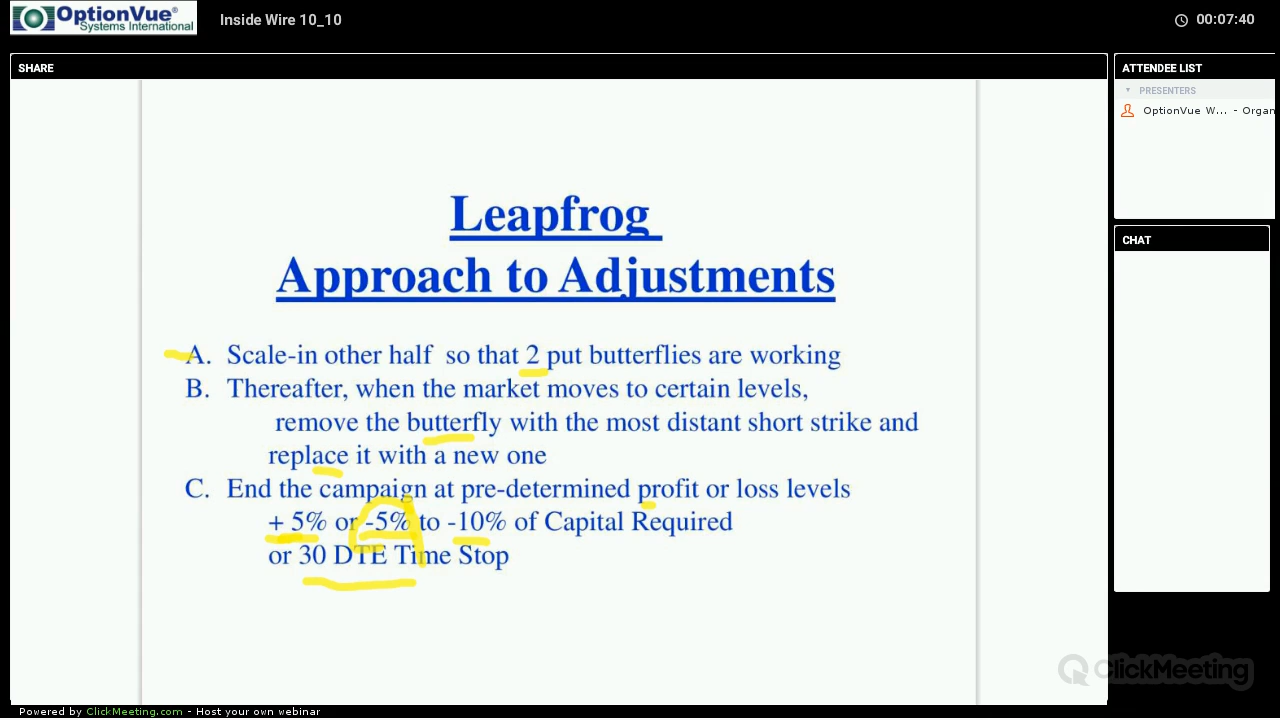 OptionVue®
Systems International
Inside Wire 10_10
00:07:40
SHARE
Leapfrog
Approach to Adjustments
A. Scale-in other half so that 2 put butterflies are working
B. Thereafter, when the market moves to certain levels,
remove the butterfly with the most distant short strike and
replace it with a new one
C. End the campaign at pre-determined profit or loss levels
+ 5% or -5% to -10% of Capital Required
or 30 DTE Time Stop
ATTENDEE LIST
PRESENTERS
OptionVue W... - Organ
CHAT
ClickMeeting
Powered by ClickMeeting.com - Host your own webinar